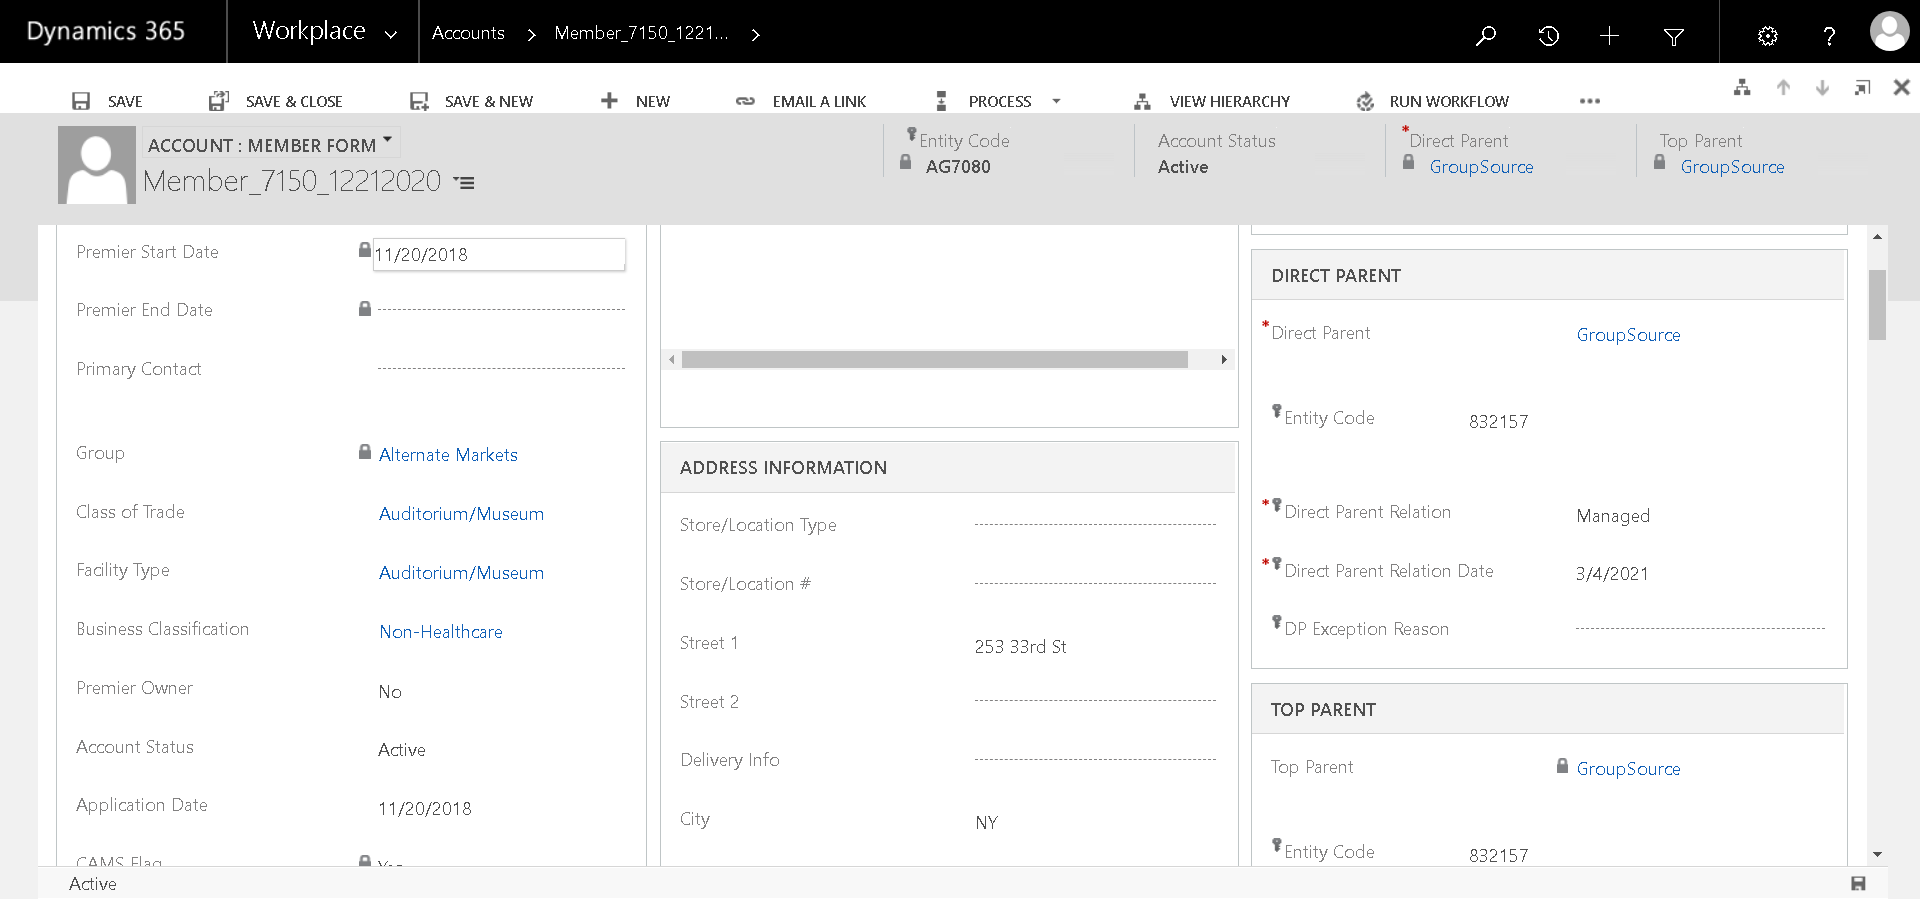 Dynamics 365
Workplace
Accounts
Member_7150_1221...
SAVE
SAVE & CLOSE
SAVE & NEW
NEW
EMAIL A LINK
PROCESS
VIEW HIERARCHY
RUN WORKFLOW
ACCOUNT : MEMBER FORM
Member_7150_12212020
Entity Code
AG7080
Account Status
Active
* Direct Parent
GroupSource
Top Parent
GroupSource
Premier Start Date
11/20/2018
Premier End Date
Primary Contact
Group
Alternate Markets
Class of Trade
Auditorium/Museum
Facility Type
Auditorium/Museum
Business Classification
Non-Healthcare
Premier Owner
No
Account Status
Active
Application Date
11/20/2018
CAMS Flag
Yes
ADDRESS INFORMATION
Store/Location Type
Store/Location #
Street 1
253 33rd St
Street 2
Delivery Info
City
NY
DIRECT PARENT
* Direct Parent
GroupSource
Entity Code
832157
* Direct Parent Relation
Managed
* Direct Parent Relation Date
3/4/2021
DP Exception Reason
TOP PARENT
Top Parent
GroupSource
Entity Code
832157
Active